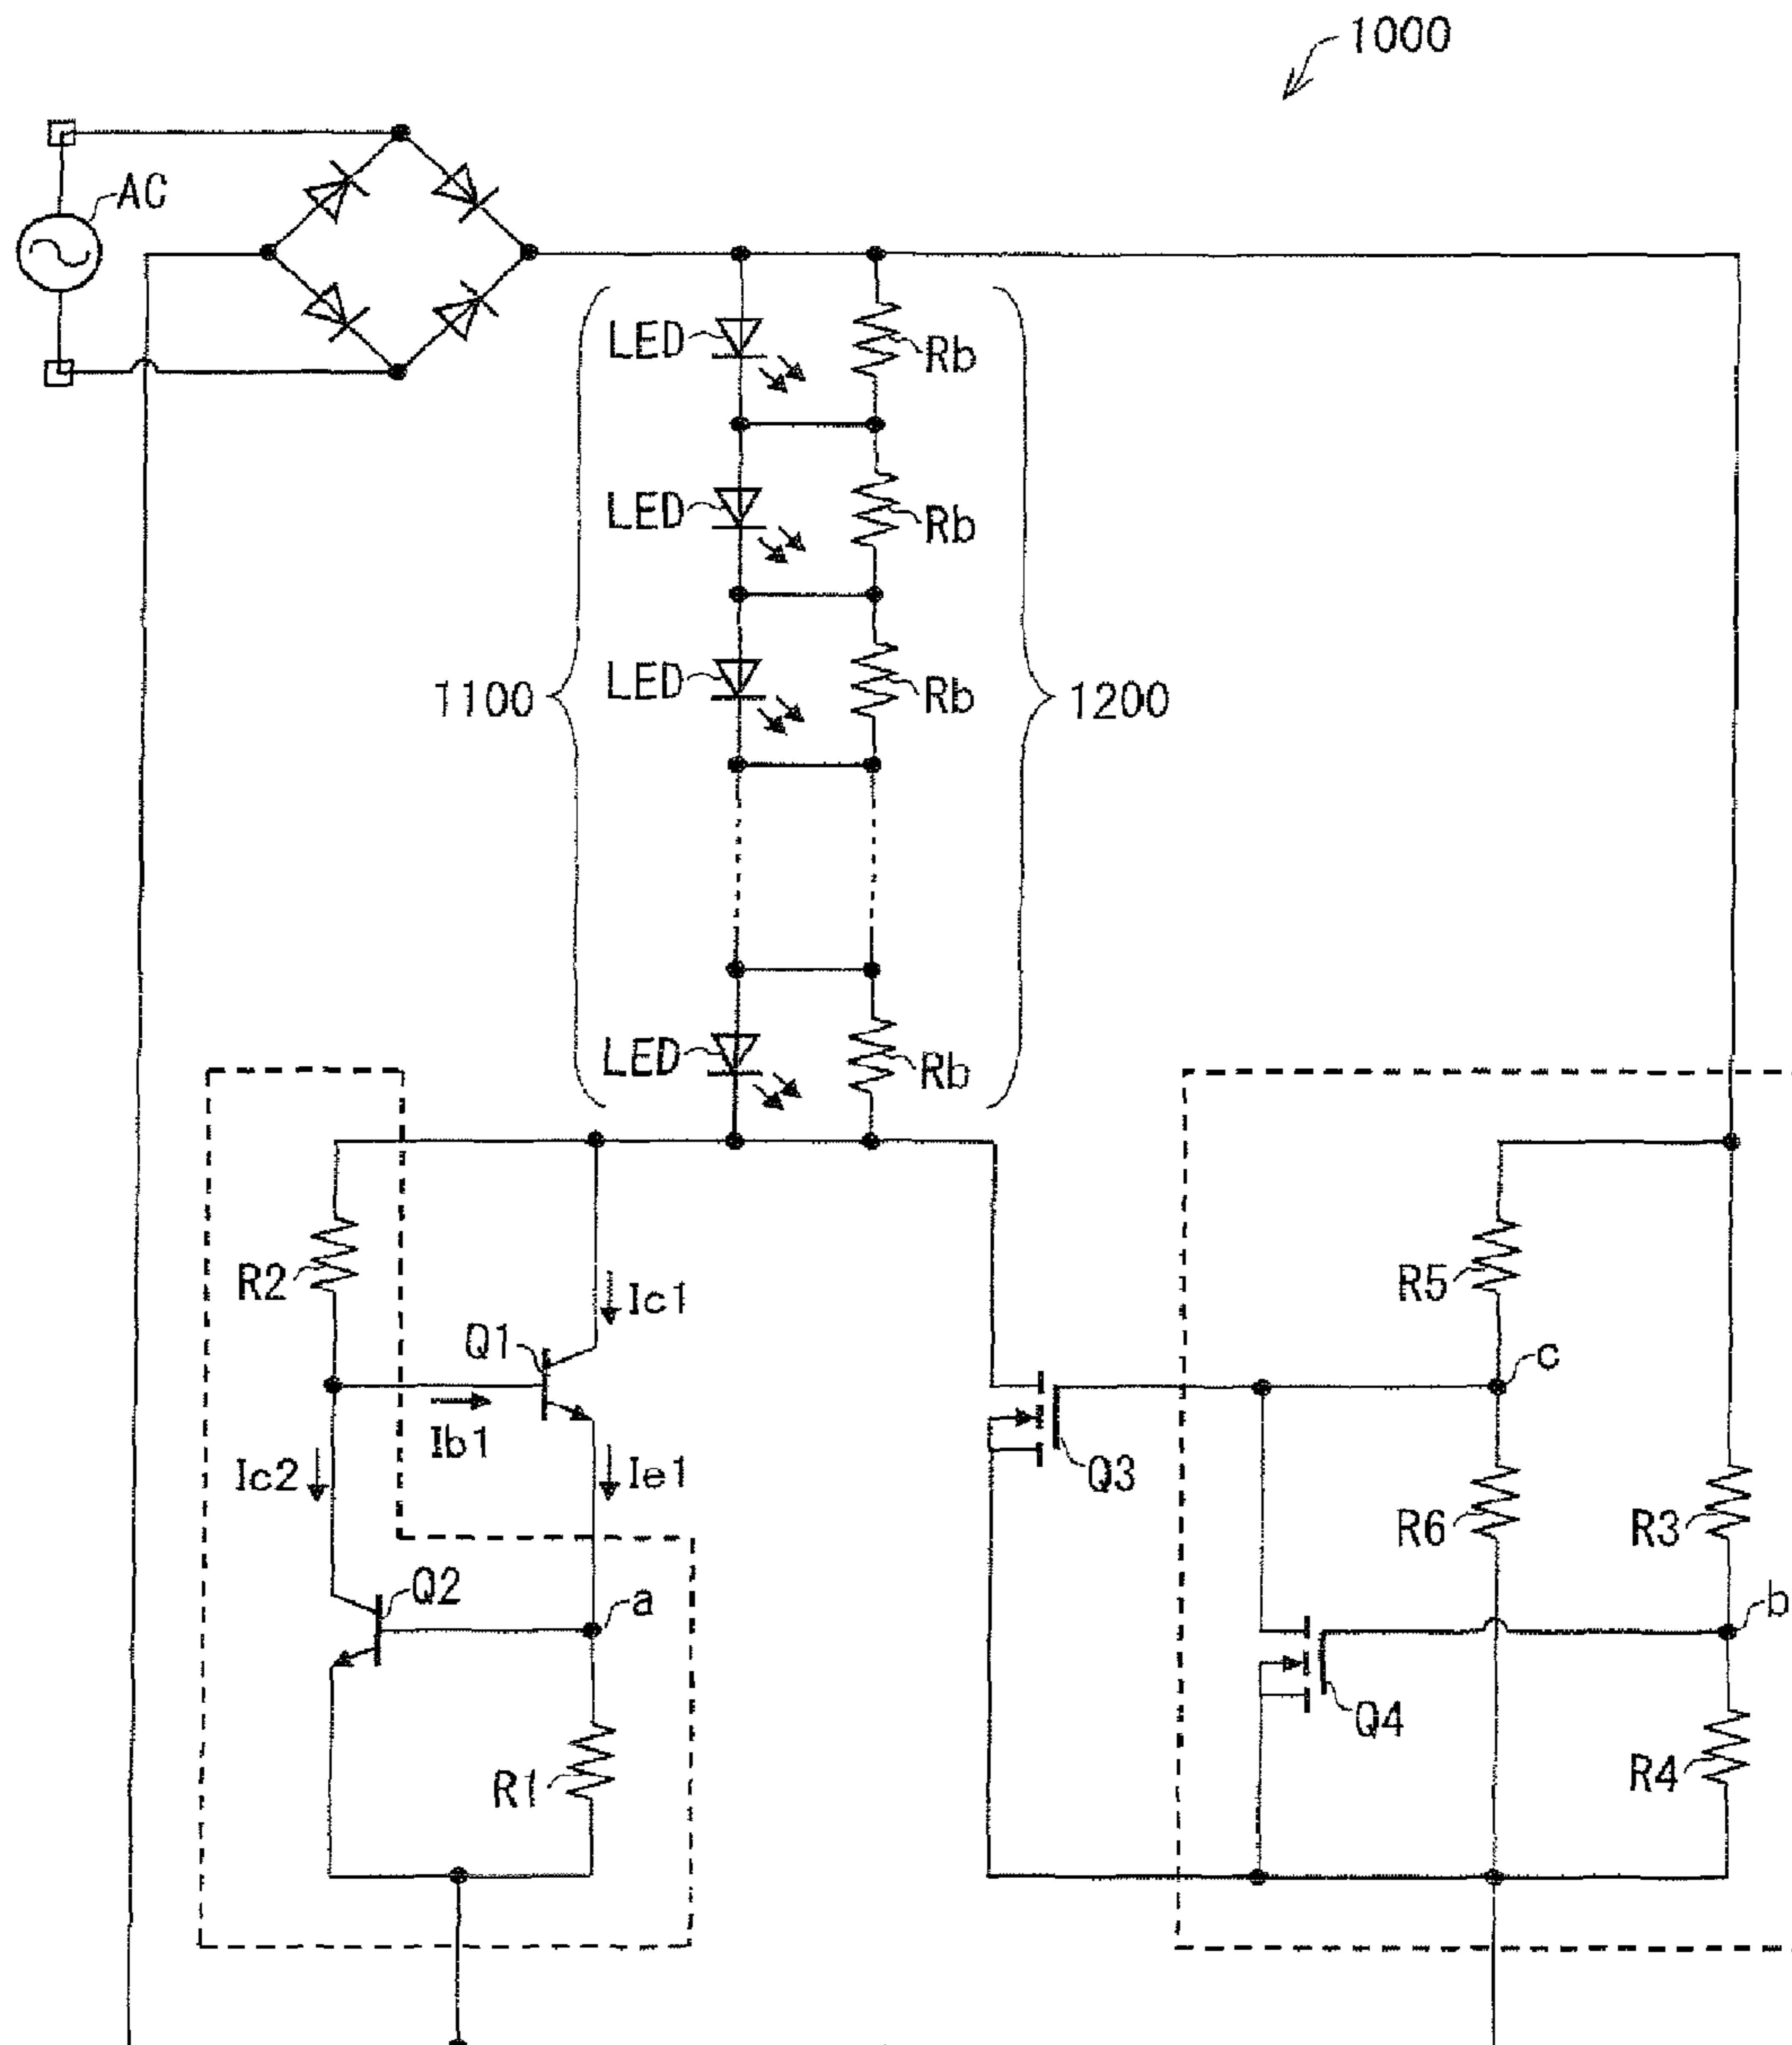 1000
AC
LED
Rb
LED
Rb
LED
Rb
1100
1200
LED
Rb
R2
Ic1
R5
Q1
c
Ib1
Ic2
Ie1
Q3
R6
R3
Q2
a
b
Q4
R1
R4